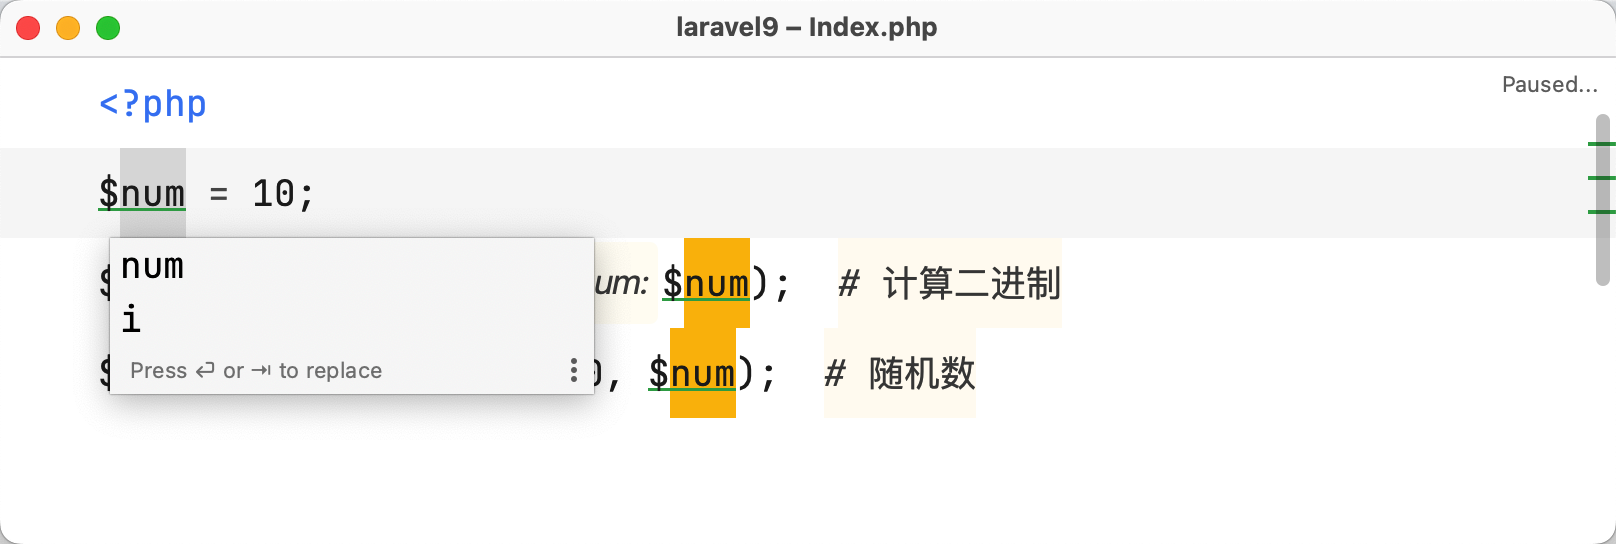 laravel9 – Index.php
<?php
Paused...
$num = 10;
num
i
Press ↩ or ⇥ to replace
$ um: $num); # 计算二进制
$ 0, $num); # 随机数